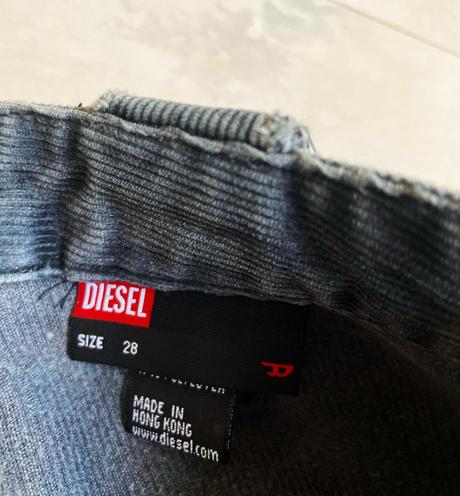 DIESEL
SIZE 28
MADE IN
HONG KONG
www.diesel.com